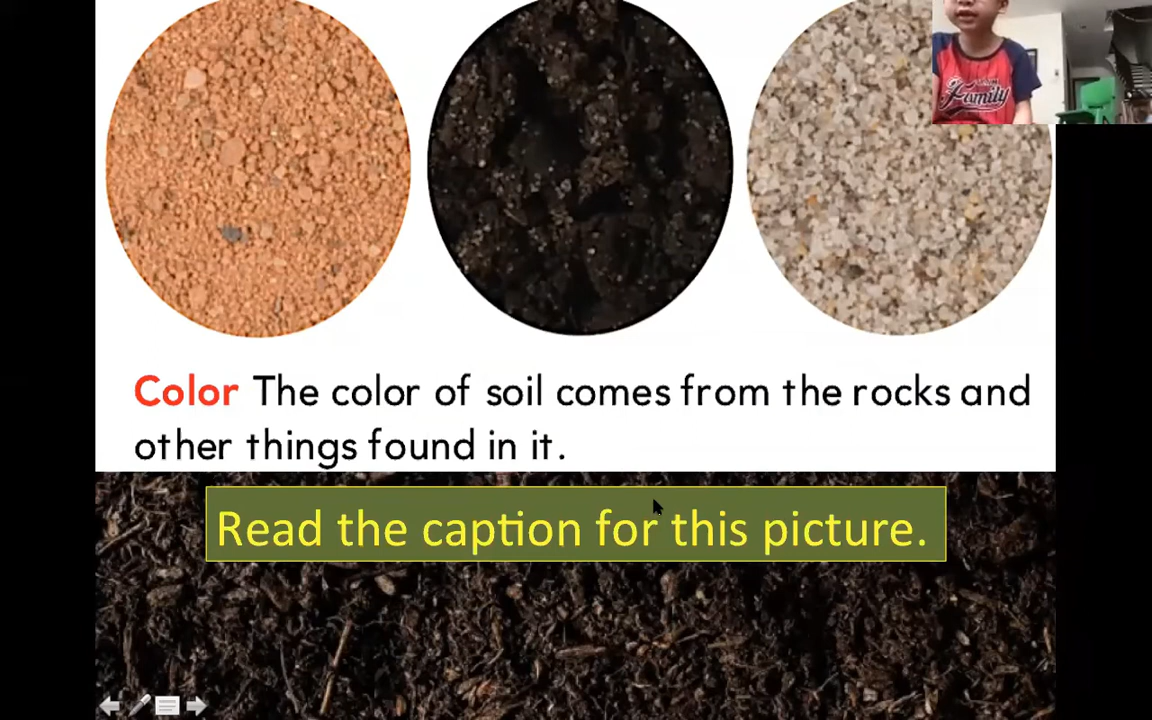 Family
Color The color of soil comes from the rocks and
other things found in it.
Read the caption for this picture.